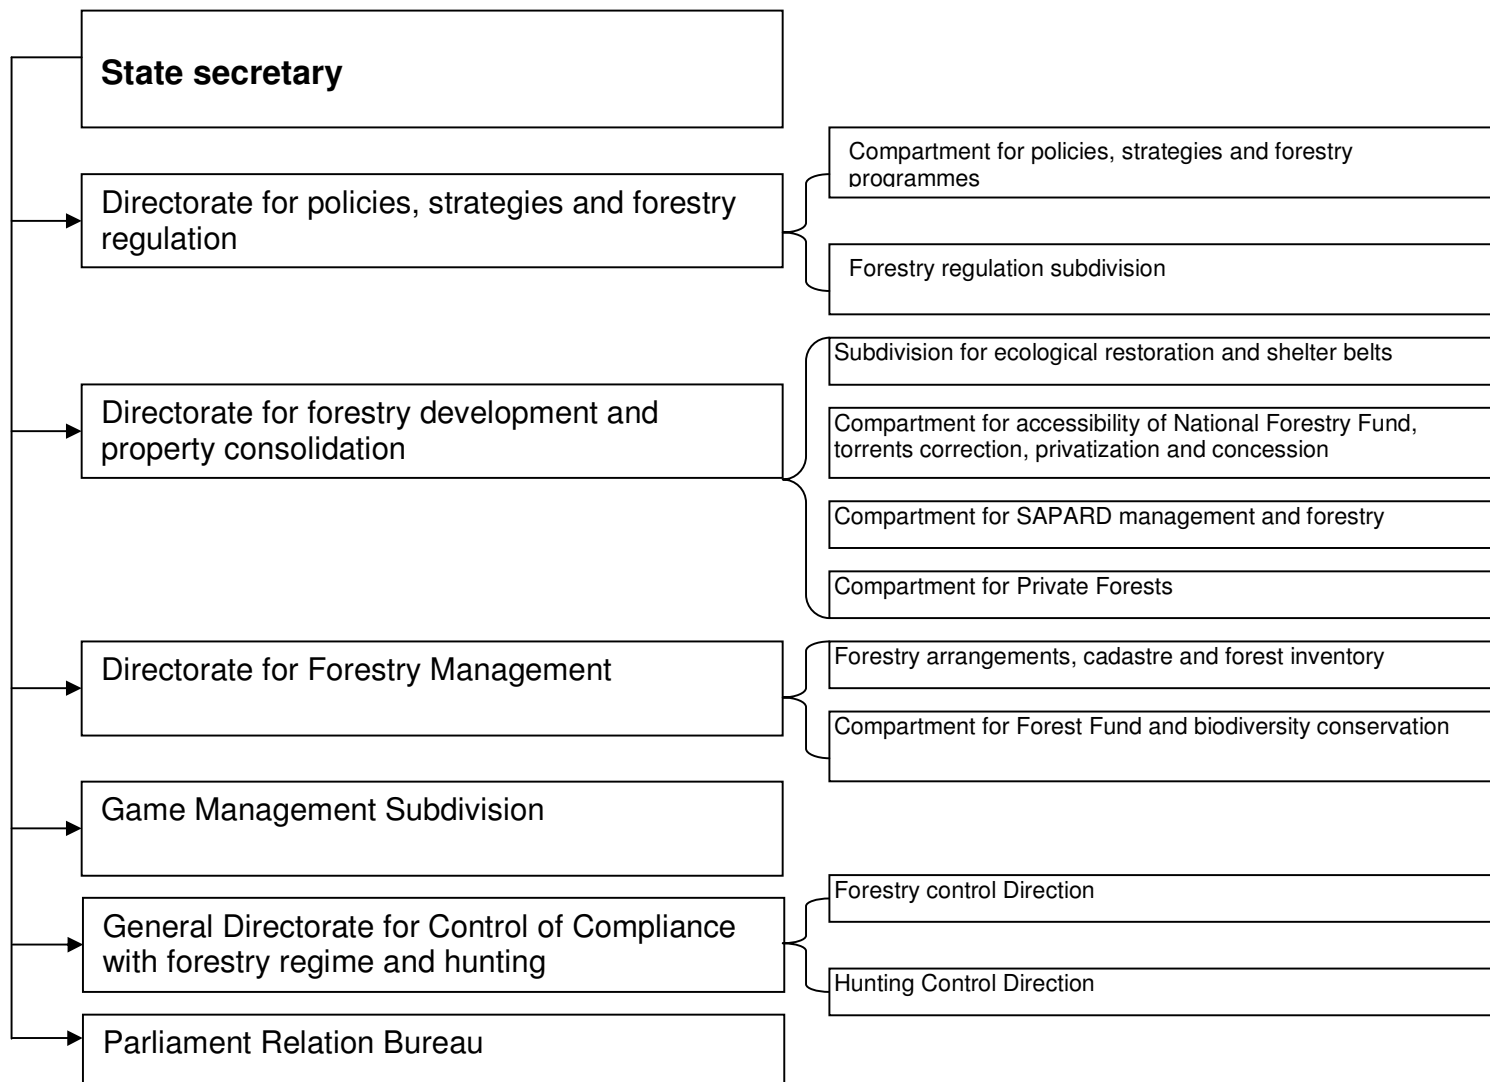 State secretary
Compartment for policies, strategies and forestry
programmes
Directorate for policies, strategies and forestry
regulation
Forestry regulation subdivision
Subdivision for ecological restoration and shelter belts
Directorate for forestry development and
property consolidation
Compartment for accessibility of National Forestry Fund,
torrents correction, privatization and concession
Compartment for SAPARD management and forestry
Compartment for Private Forests
Directorate for Forestry Management
Forestry arrangements, cadastre and forest inventory
Compartment for Forest Fund and biodiversity conservation
Game Management Subdivision
General Directorate for Control of Compliance
with forestry regime and hunting
Forestry control Direction
Hunting Control Direction
Parliament Relation Bureau